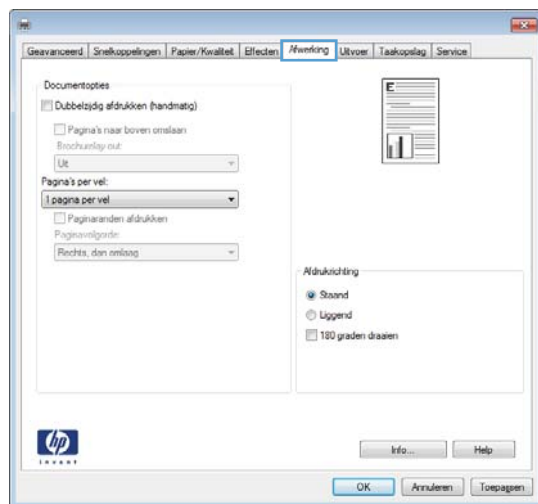 Geavanceerd Snelkoppelingen Papier/Kwaliteit Effecten Afwerking Uitvoer Taakopslag Service
Documentopties
Dubbelzijdig afdrukken (handmatig)
Pagina's naar boven omslaan
Brochurelay-out:
Uit
Pagina's per vel:
1 pagina per vel
Paginaranden afdrukken
Paginavolgorde:
Rechts, dan omlaag
E
Afdrukrichting
Staand
Liggend
180 graden draaien
hp
invent
Info... Help
OK Annuleren Toepassen